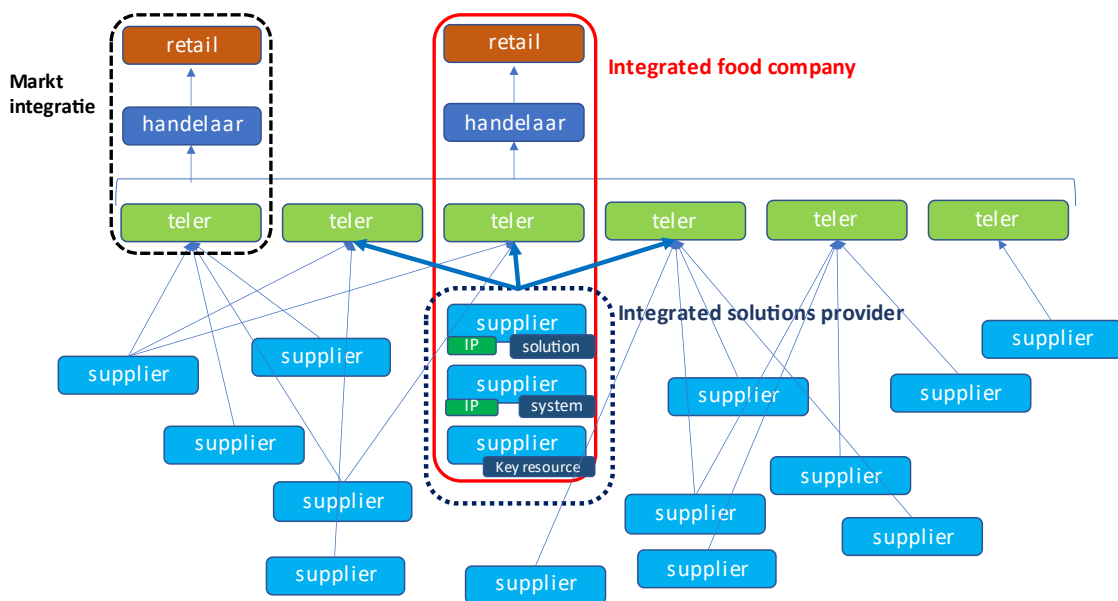 retail
retail
Markt
integratie
Integrated food company
handelaar
handelaar
teler
teler
teler
teler
teler
teler
Integrated solutions provider
supplier
IP
solution
supplier
supplier
supplier
supplier
IP
system
supplier
supplier
supplier
supplier
Key resource
supplier
supplier
supplier
supplier
supplier
supplier
supplier